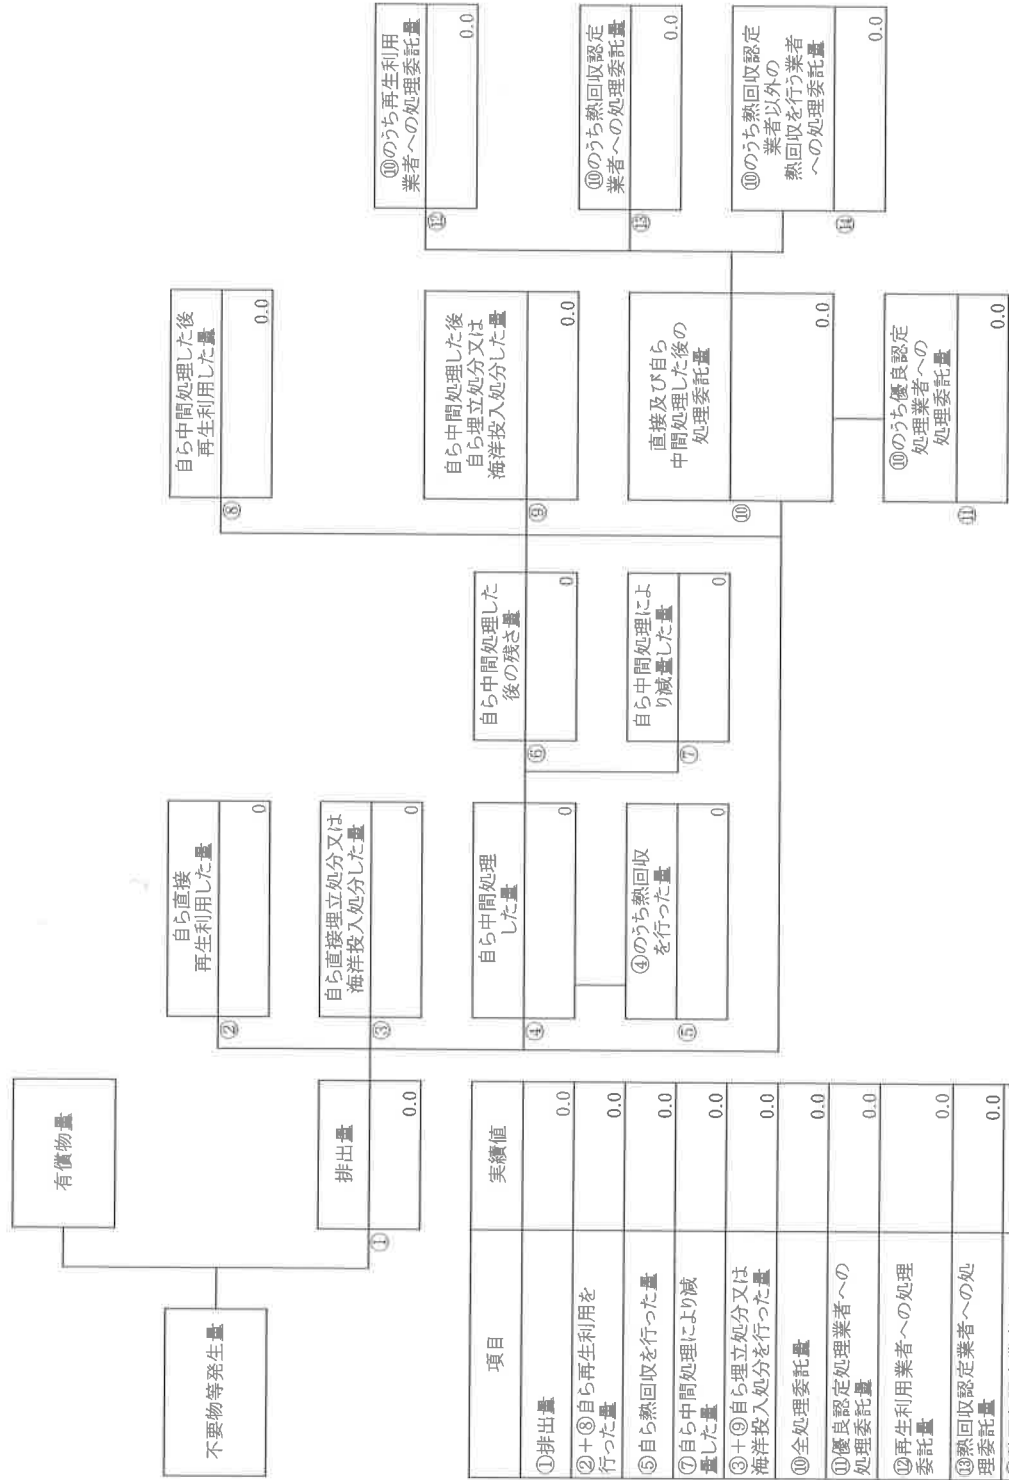 不要物等発生量
有償物量
①
排出量
0.0
②
自ら直接
再生利用した量
0
③
自ら直接埋立処分又は
海洋投入処分した量
0
④
自ら中間処理
した量
0
⑤
④のうち熱回収
を行った量
0
⑥
自ら中間処理した
後の残さ量
0
⑦
自ら中間処理によ
り減量した量
0
⑧
自ら中間処理した後
再生利用した量
0.0
⑨
自ら中間処理した後
自ら埋立処分又は
海洋投入処分した量
0.0
⑩
直接及び自ら
中間処理した後の
処理委託量
0.0
⑪
⑩のうち優良認定
処理業者への
処理委託量
0.0
⑫
⑩のうち再生利用
業者への処理委託量
0.0
⑬
⑩のうち熱回収認定
業者への処理委託量
0.0
⑭
⑩のうち熱回収認定
業者以外の
熱回収を行う業者
への処理委託量
0.0
項目 実績値
①排出量 0.0
②+⑧自ら再生利用を
行った量 0.0
⑤自ら熱回収を行った量 0.0
⑦自ら中間処理により減
量した量 0.0
③+⑨自ら埋立処分又は
海洋投入処分を行った量 0.0
⑩全処理委託量 0.0
⑪優良認定処理業者への
処理委託量 0.0
⑫再生利用業者への処理
委託量 0.0
⑬熱回収認定業者への処
理委託量 0.0